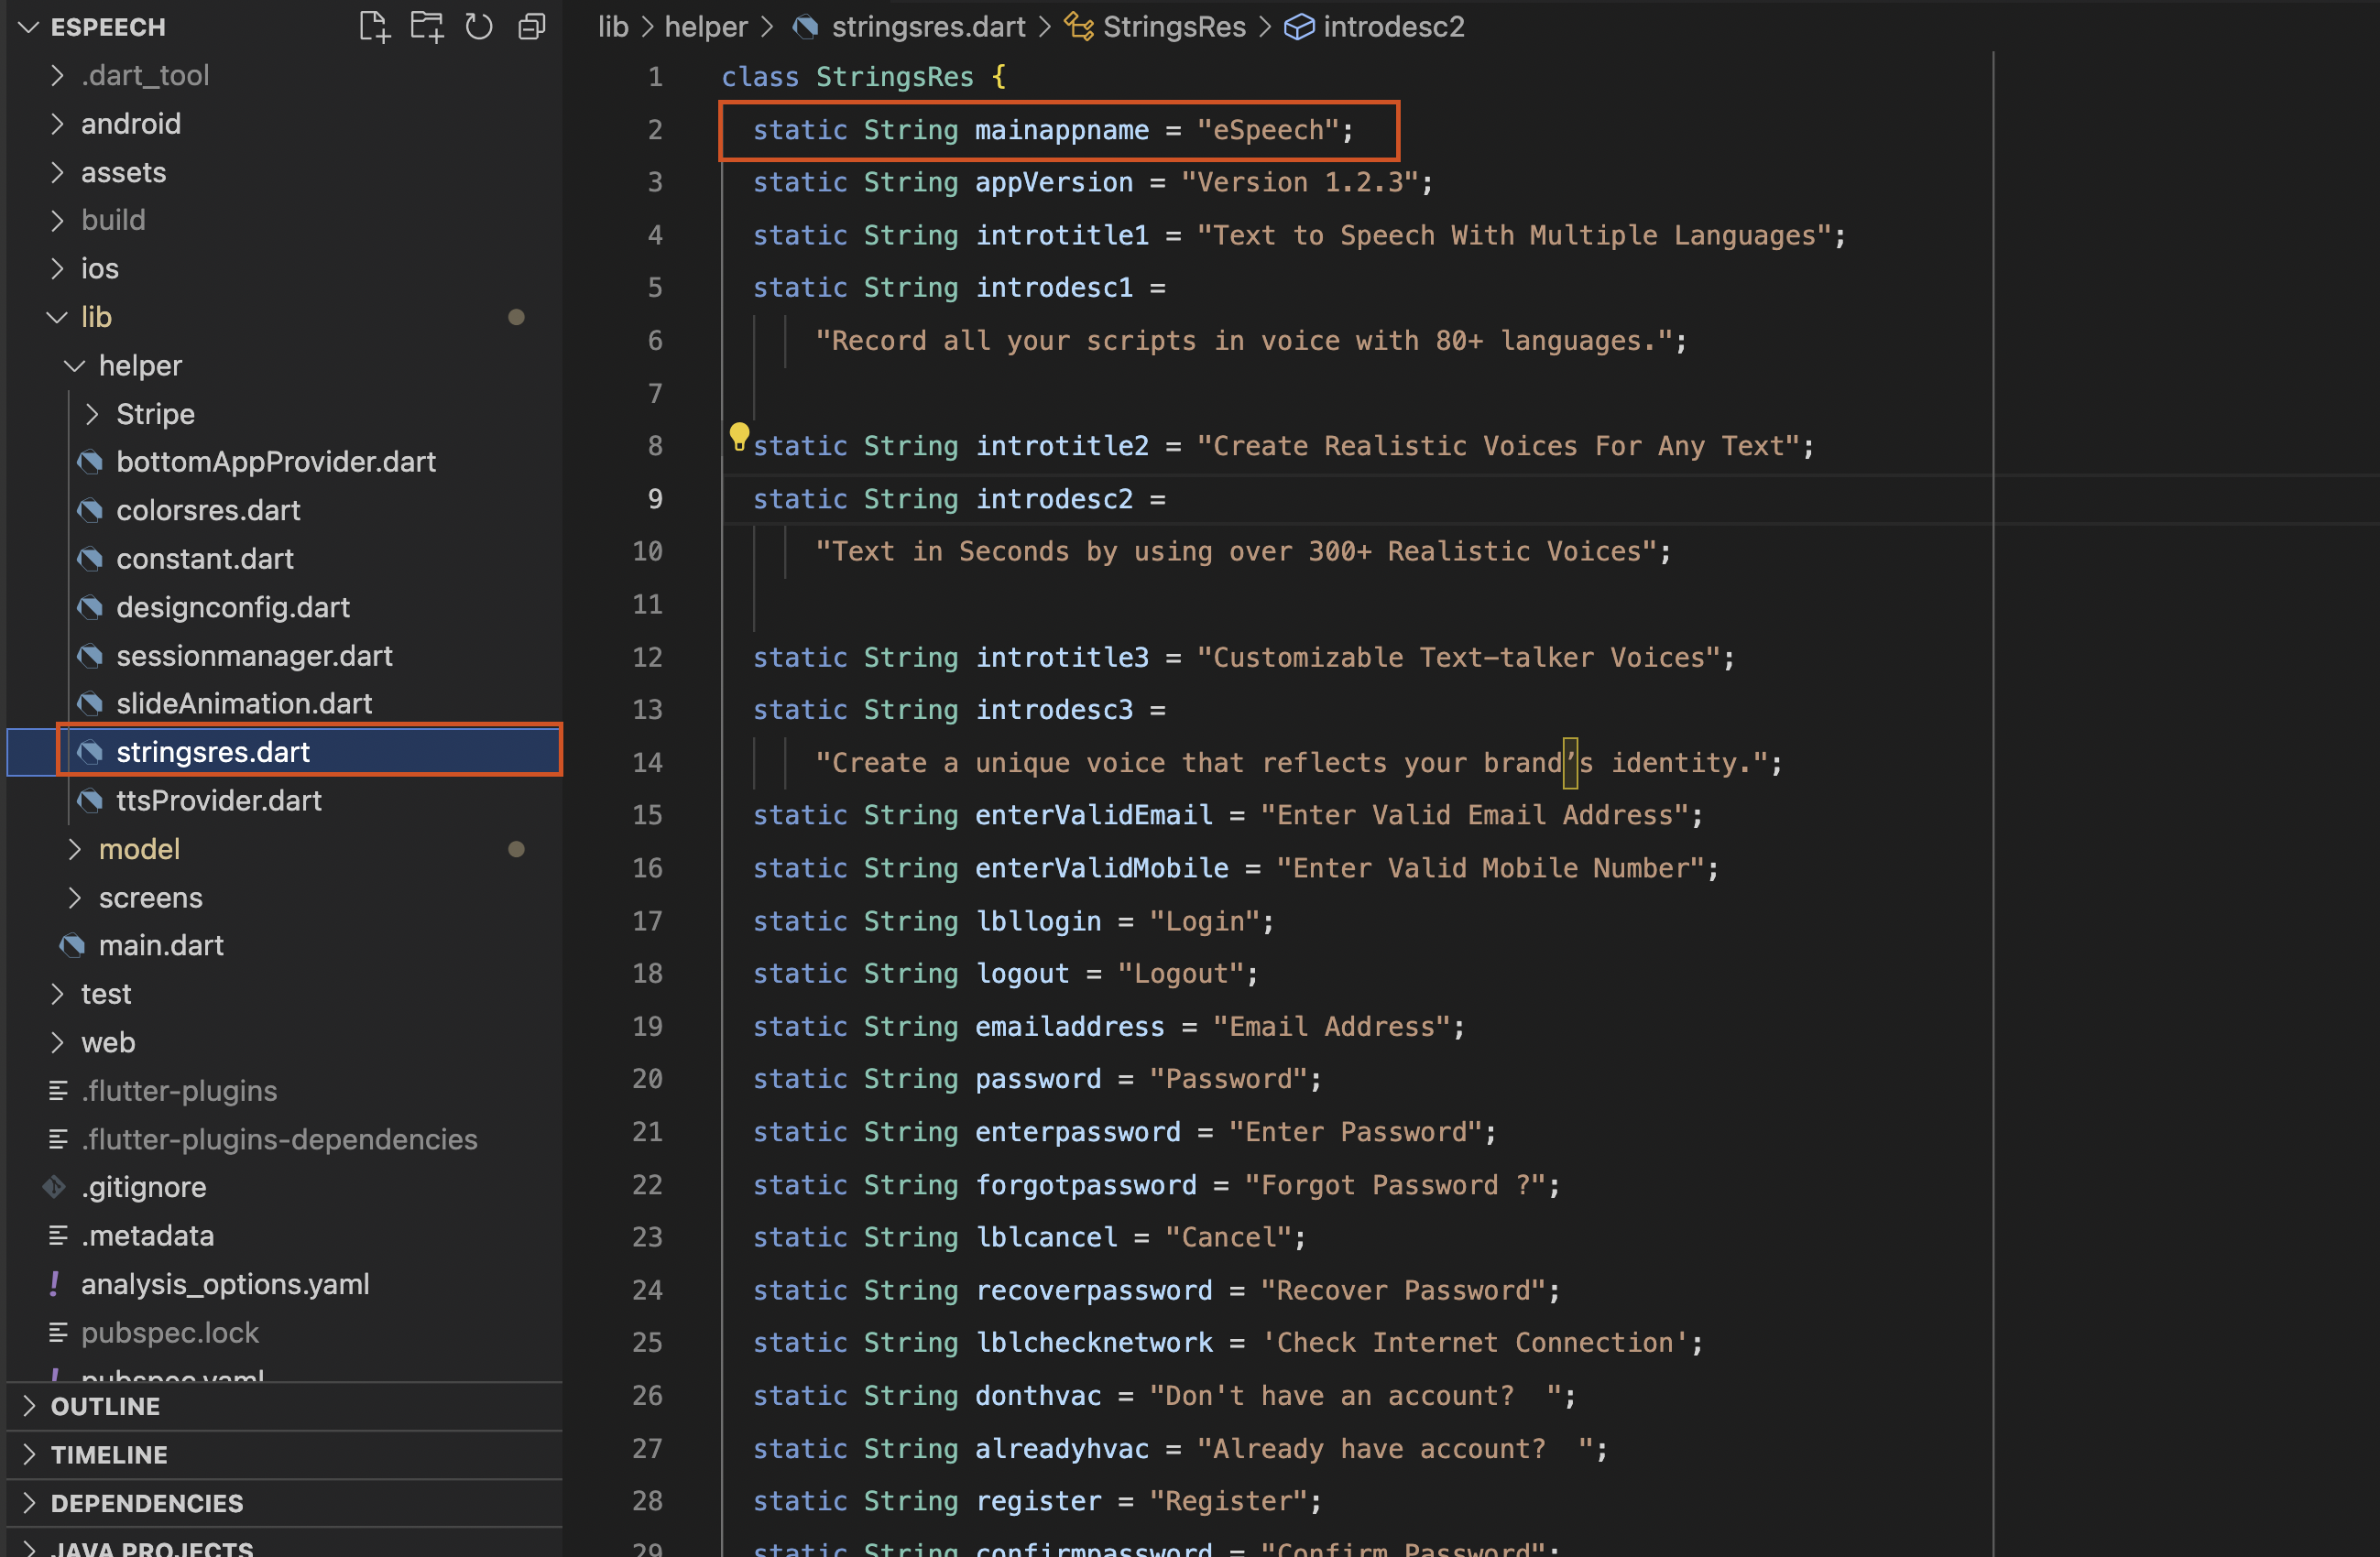 ESPEECH
.dart_tool
android
assets
build
ios
lib
helper
Stripe
bottomAppProvider.dart
colorsres.dart
constant.dart
designconfig.dart
sessionmanager.dart
slideAnimation.dart
stringsres.dart
ttsProvider.dart
model
screens
main.dart
test
web
.flutter-plugins
.flutter-plugins-dependencies
.gitignore
.metadata
analysis_options.yaml
pubspec.lock
pubspec.yaml
OUTLINE
TIMELINE
DEPENDENCIES
JAVA PROJECTS
lib > helper > stringsres.dart > StringsRes > introdesc2
1 class StringsRes {
2 static String mainappname = "eSpeech";
3 static String appVersion = "Version 1.2.3";
4 static String introtitle1 = "Text to Speech With Multiple Languages";
5 static String introdesc1 =
6 "Record all your scripts in voice with 80+ languages.";
7
8 static String introtitle2 = "Create Realistic Voices For Any Text";
9 static String introdesc2 =
10 "Text in Seconds by using over 300+ Realistic Voices";
11
12 static String introtitle3 = "Customizable Text-talker Voices";
13 static String introdesc3 =
14 "Create a unique voice that reflects your brand’s identity.";
15 static String enterValidEmail = "Enter Valid Email Address";
16 static String enterValidMobile = "Enter Valid Mobile Number";
17 static String lbllogin = "Login";
18 static String logout = "Logout";
19 static String emailaddress = "Email Address";
20 static String password = "Password";
21 static String enterpassword = "Enter Password";
22 static String forgotpassword = "Forgot Password ?";
23 static String lblcancel = "Cancel";
24 static String recoverpassword = "Recover Password";
25 static String lblchecknetwork = 'Check Internet Connection';
26 static String donthvac = "Don't have an account?  ";
27 static String alreadyhvac = "Already have account?  ";
28 static String register = "Register";
29 static String confirmpassword = "Confirm Password";